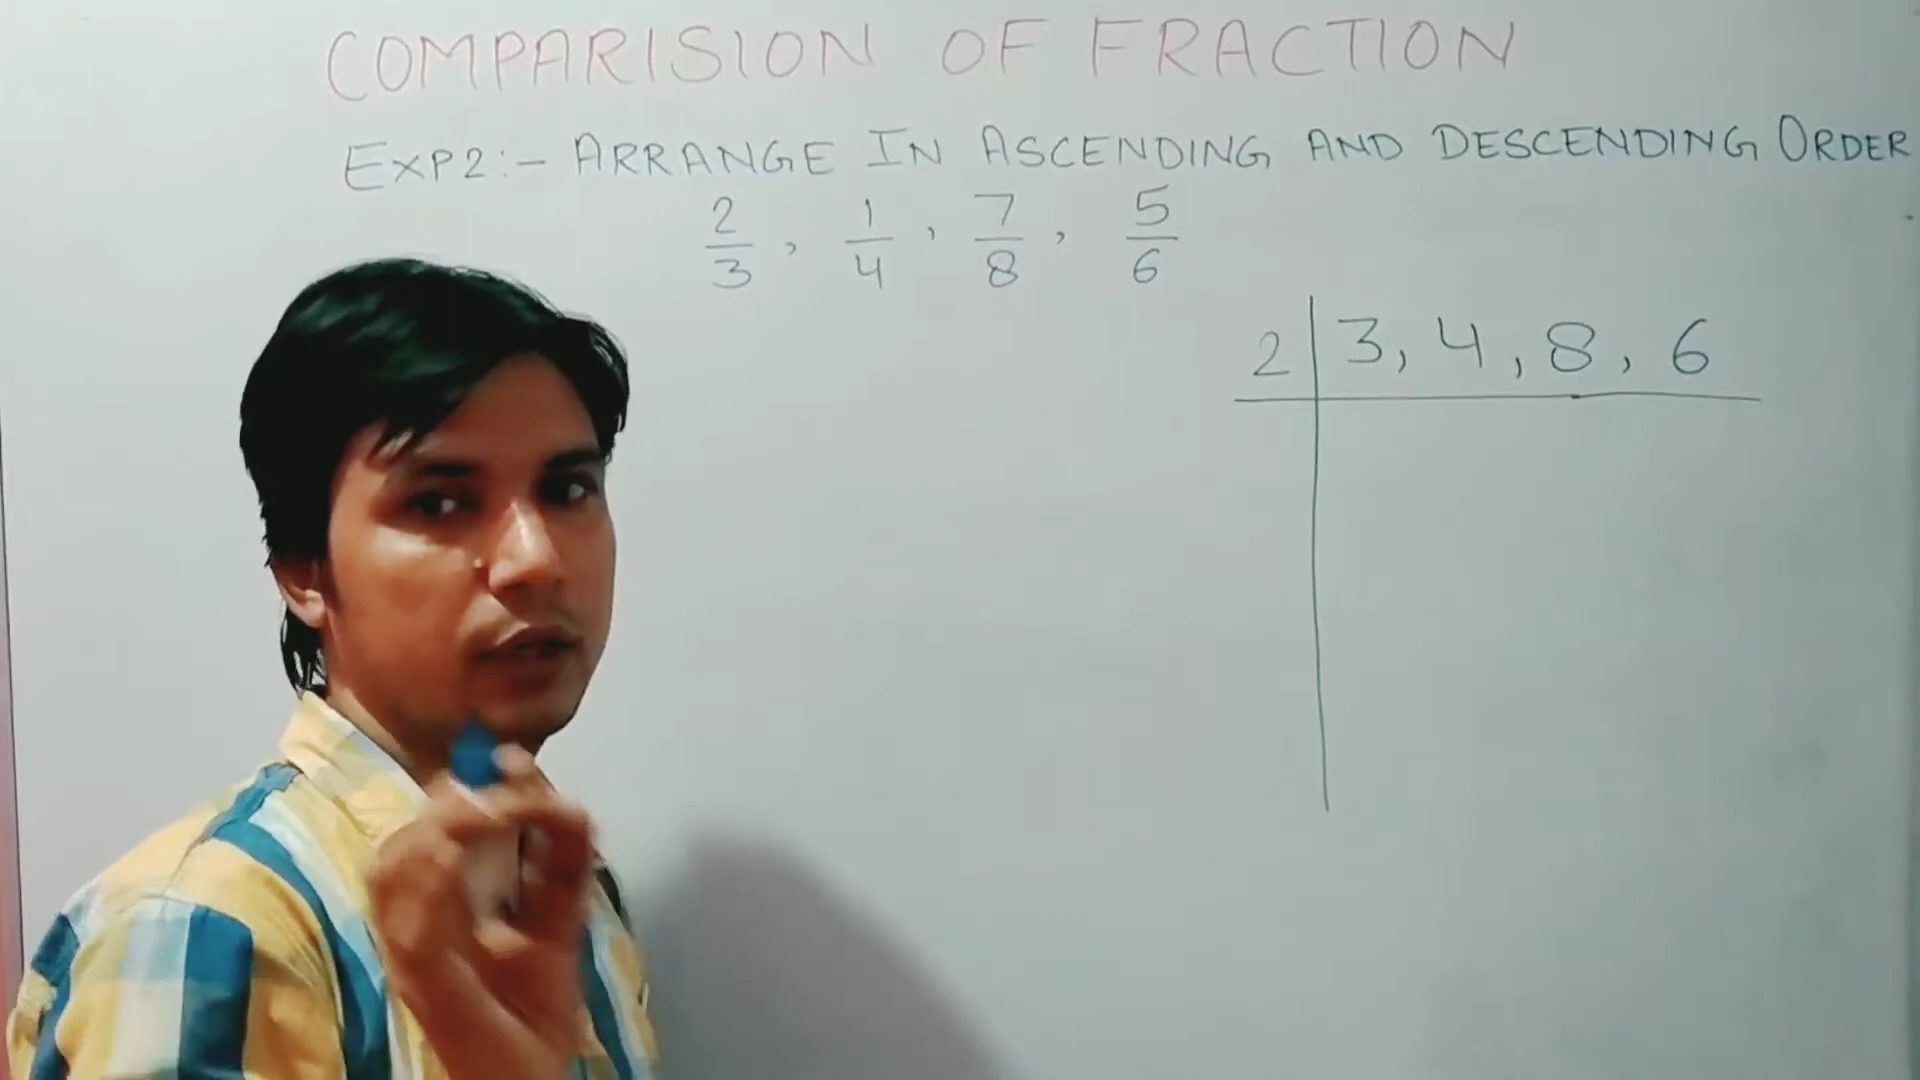 COMPARISION OF FRACTION
EXP2:- ARRANGE IN ASCENDING AND DESCENDING ORDER
2/3, 1/4, 7/8, 5/6
2 | 3, 4, 8, 6